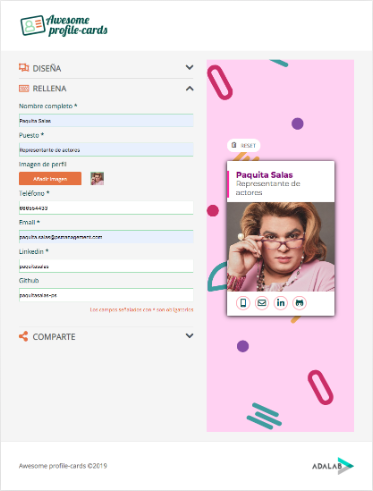 Awesome
profile-cards
DISEÑA
RELLENA
Nombre completo *
Paquita Salas
Puesto *
Representante de actores
Imagen de perfil
Añadir imagen
Teléfono *
Email *
paquita.salas@psmanagement.com
Linkedin *
paquitasalas
Github
paquitasalas-ps
Los campos señalados con * son obligatorios
COMPARTE
RESET
Paquita Salas
Representante de
actores
in
Awesome profile-cards ©2019
ADALAB